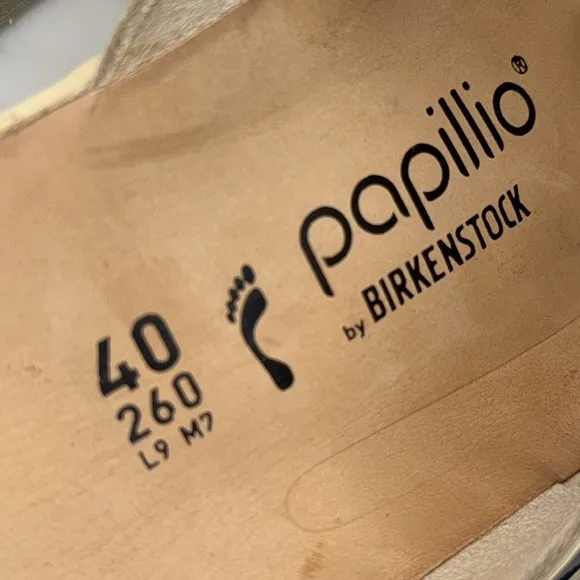 papillio®
by BIRKENSTOCK
40
260
L9 M7